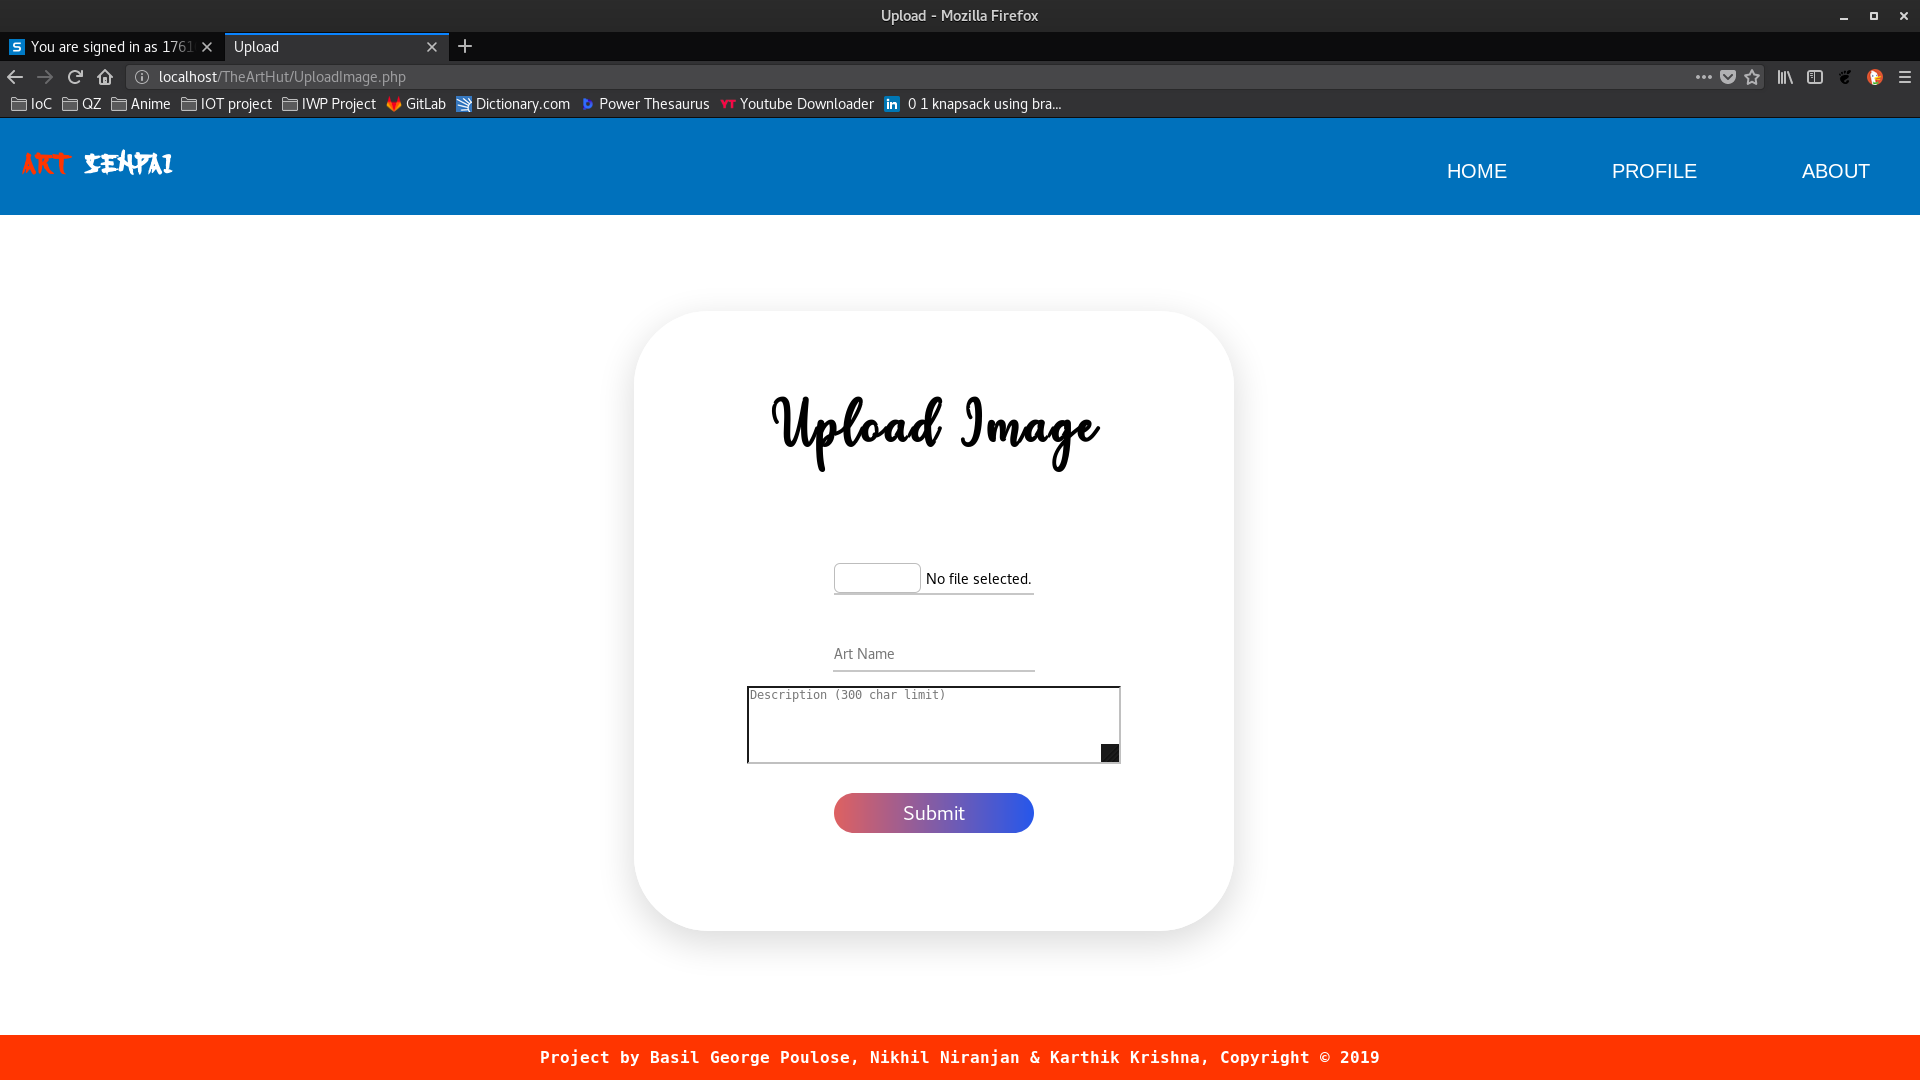 Upload - Mozilla Firefox
You are signed in as 1761
Upload
localhost/TheArtHut/UploadImage.php
IoC QZ Anime IOT project IWP Project GitLab Dictionary.com Power Thesaurus YT Youtube Downloader in 0 1 knapsack using bra...
ART SENPAI
HOME PROFILE ABOUT
Upload Image
No file selected.
Art Name
Description (300 char limit)
Submit
Project by Basil George Poulose, Nikhil Niranjan & Karthik Krishna, Copyright © 2019